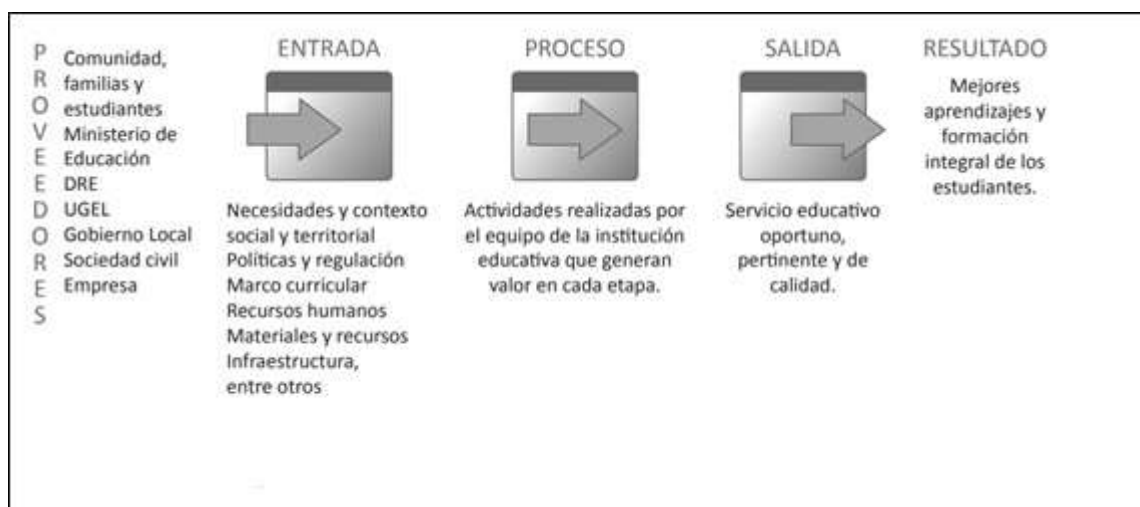 PROVEEDORES
Comunidad,
familias y
estudiantes
Ministerio de
Educación
DRE
UGEL
Gobierno Local
Sociedad civil
Empresa
ENTRADA
Necesidades y contexto
social y territorial
Políticas y regulación
Marco curricular
Recursos humanos
Materiales y recursos
Infraestructura,
entre otros
PROCESO
Actividades realizadas por
el equipo de la institución
educativa que generan
valor en cada etapa.
SALIDA
Servicio educativo
oportuno,
pertinente y de
calidad.
RESULTADO
Mejores
aprendizajes y
formación
integral de los
estudiantes.